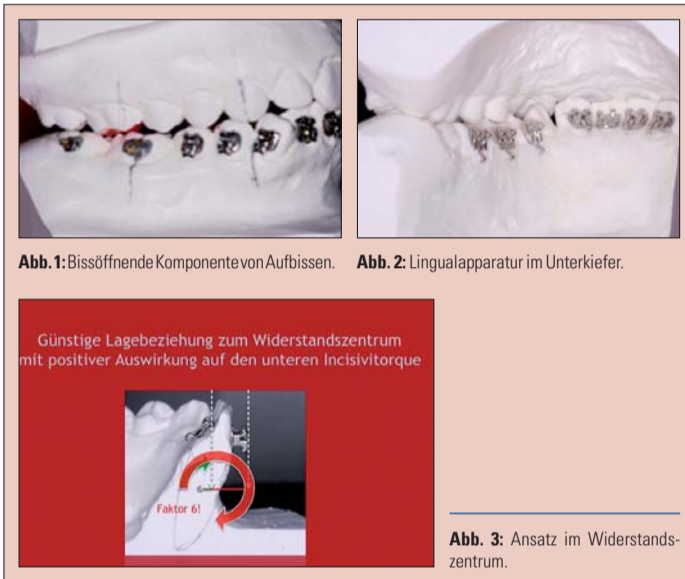 Abb. 1: Bissöffnende Komponente von Aufbissen.
Abb. 2: Lingualapparatur im Unterkiefer.
Günstige Lagebeziehung zum Widerstandszentrum
mit positiver Auswirkung auf den unteren Incisivitorque
Faktor 6!
Abb. 3: Ansatz im Widerstands-
zentrum.